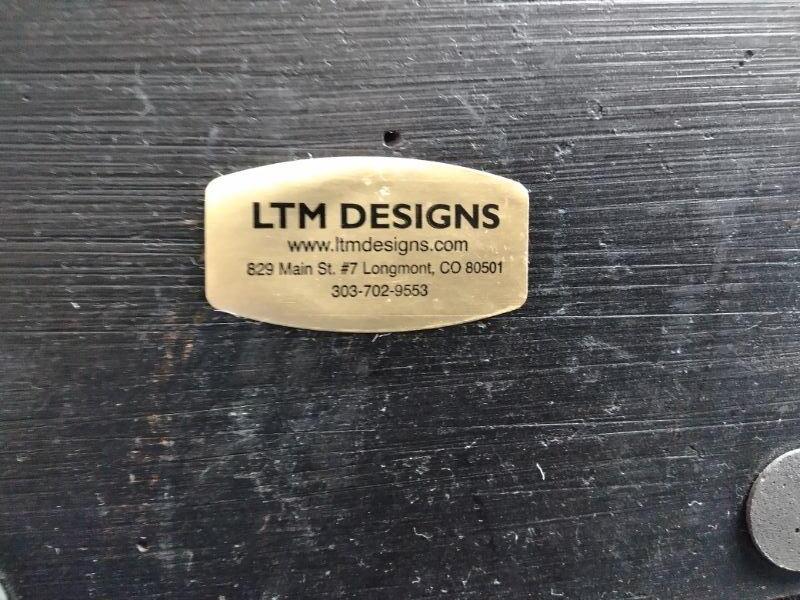 LTM DESIGNS
www.ltmdesigns.com
829 Main St. #7 Longmont, CO 80501
303-702-9553